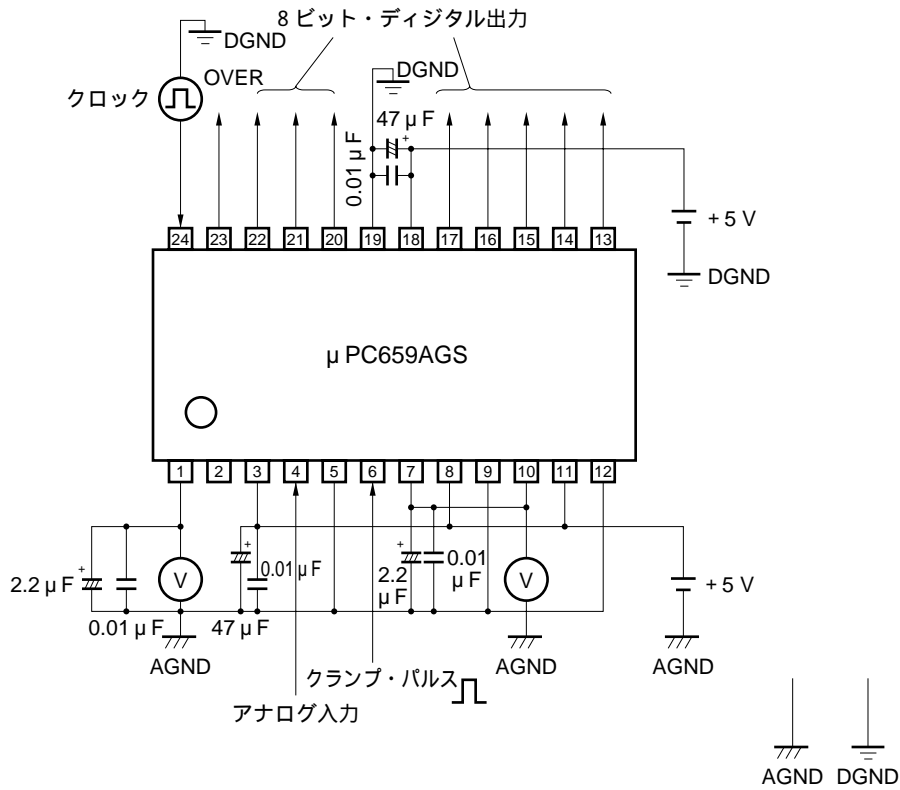 8 ビット・ディジタル出力
DGND
OVER
クロック
DGND
47 μ F
+
0.01 μ F
+ 5 V
DGND
24 23 22 21 20 19 18 17 16 15 14 13
μ PC659AGS
1 2 3 4 5 6 7 8 9 10 11 12
+
2.2 μ F
0.01 μ F
V
AGND
+
0.01 μ F
47 μ F
+
2.2
μ F
0.01
μ F
V
AGND
+ 5 V
AGND
クランプ・パルス
アナログ入力
AGND DGND